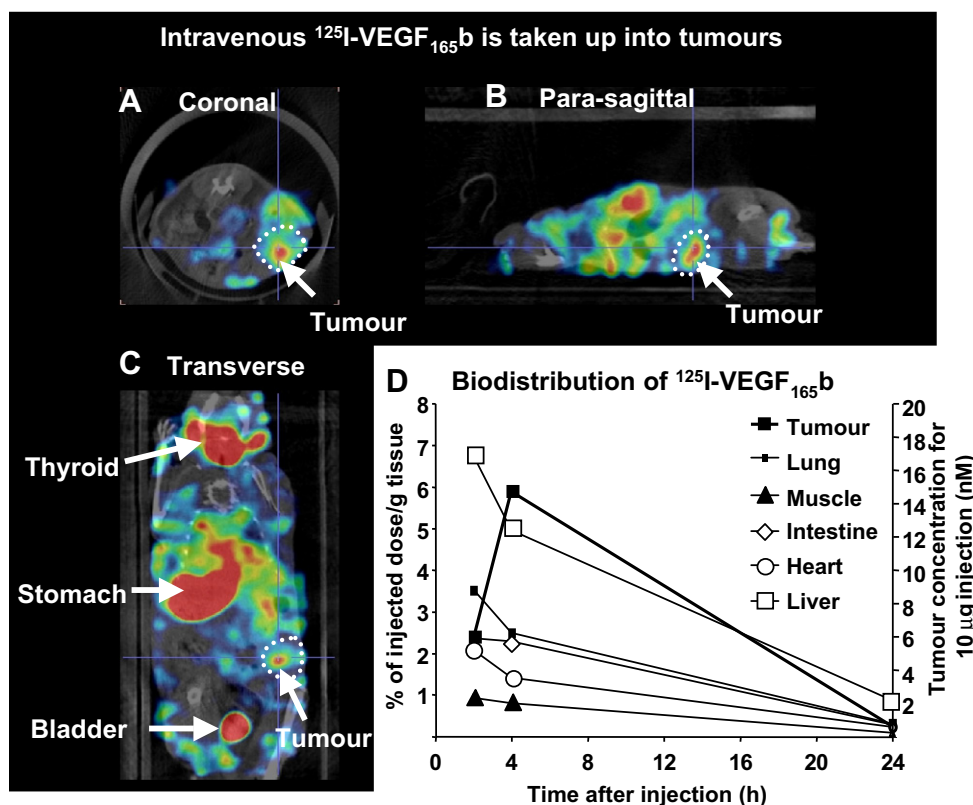 Intravenous ¹²⁵I-VEGF₁₆₅b is taken up into tumours
A
Coronal
Tumour
B
Para-sagittal
Tumour
C
Transverse
Thyroid
Stomach
Bladder
Tumour
D
Biodistribution of ¹²⁵I-VEGF₁₆₅b
% of injected dose/g tissue
8
7
6
5
4
3
2
1
Tumour
Lung
Muscle
Intestine
Heart
Liver
20
18
16
14
12
10
8
6
4
2
Tumour concentration for
10 µg injection (nM)
0 4 8 12 16 20 24
Time after injection (h)